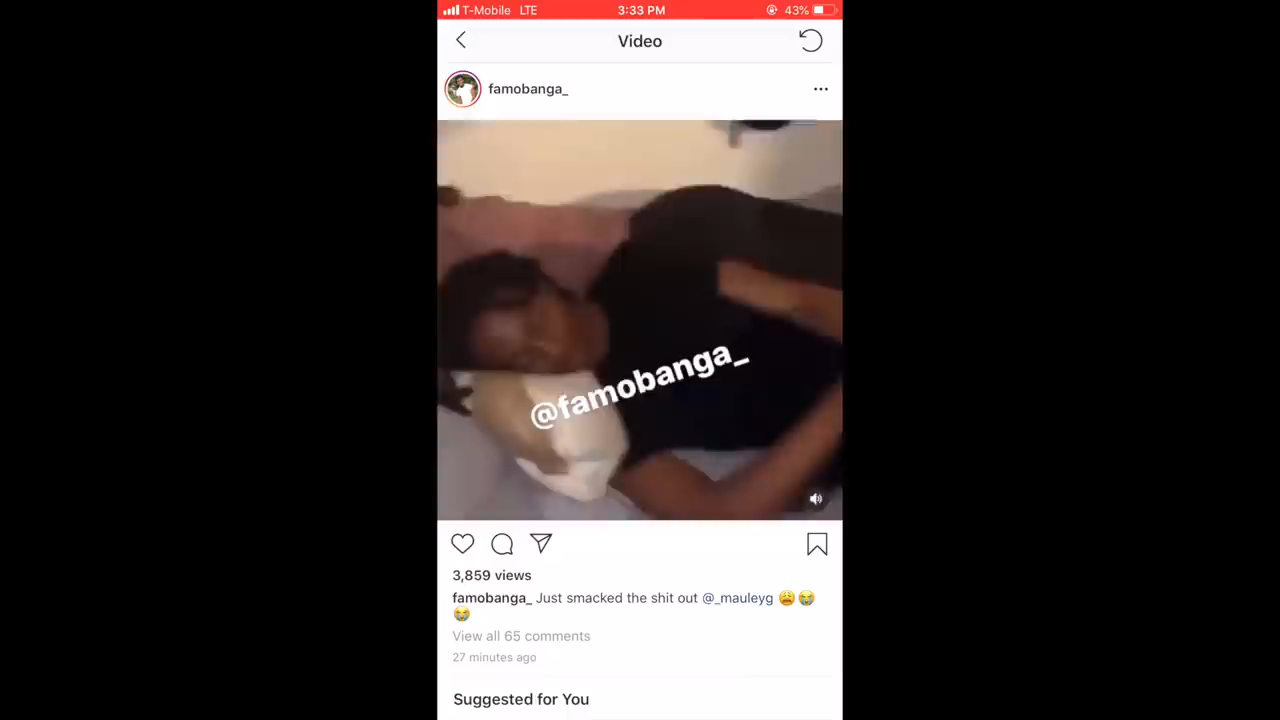 T-Mobile LTE 3:33 PM 43%
Video
famobanga_
@famobanga_
3,859 views
famobanga_ Just smacked the shit out @_mauleyg 😩😭
😭
View all 65 comments
27 minutes ago
Suggested for You